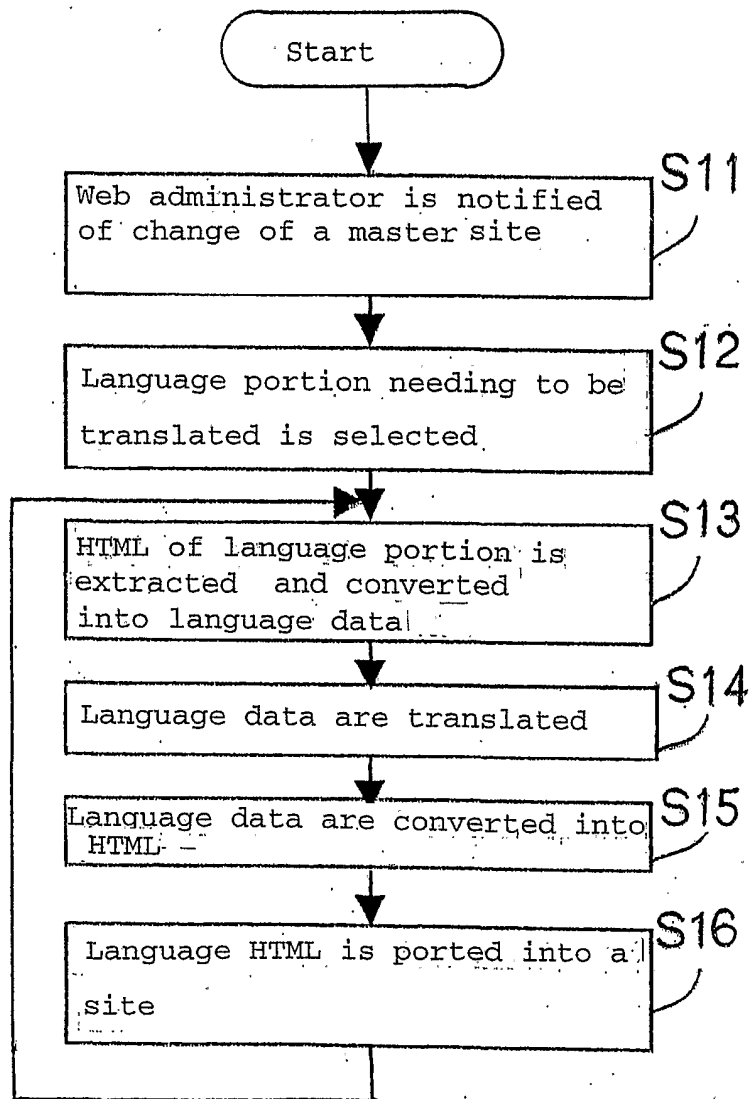 Start
S11
Web administrator is notified
of change of a master site
S12
Language portion needing to be
translated is selected
S13
HTML of language portion is
extracted and converted
into language data
S14
Language data are translated
S15
Language data are converted into
HTML
S16
Language HTML is ported into a
site